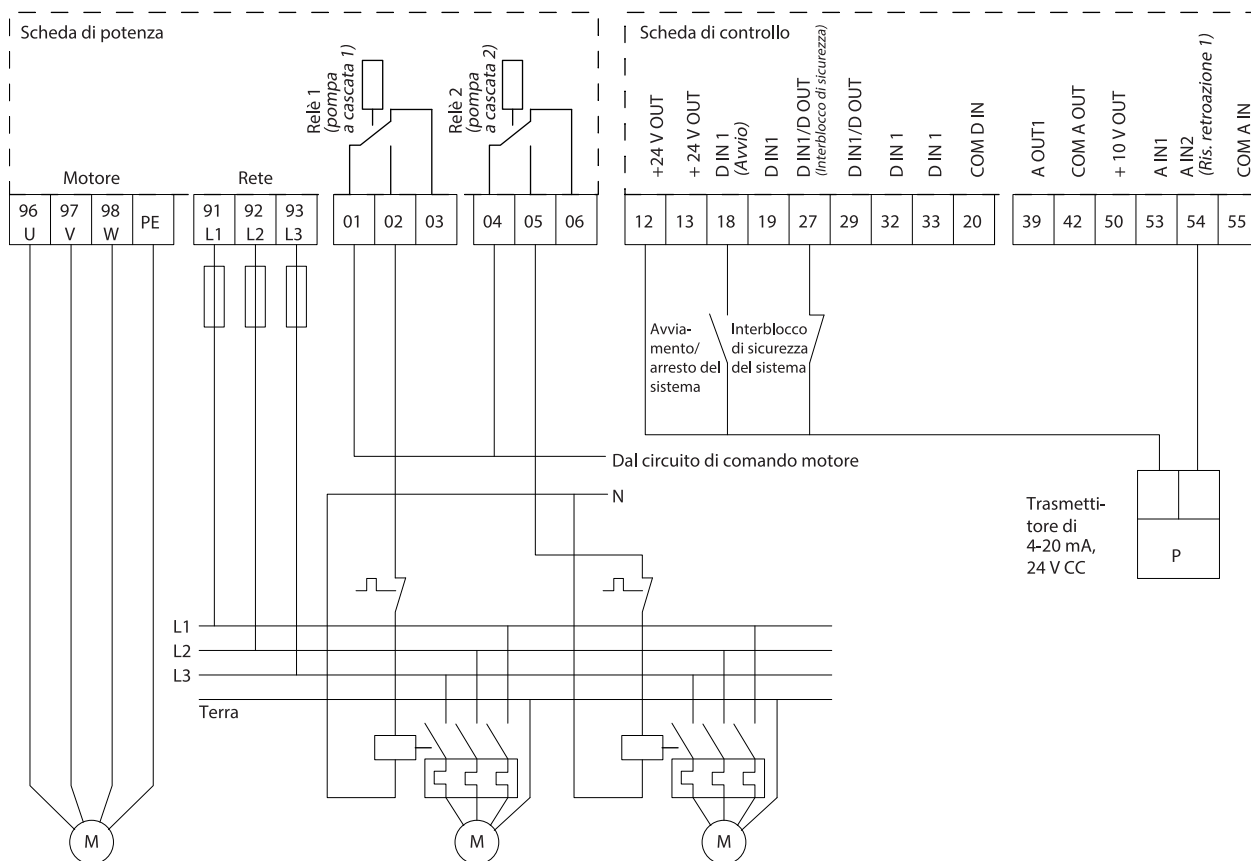 Scheda di potenza
Relè 1
(pompa
a cascata 1)
Relè 2
(pompa
a cascata 2)
Motore
Rete
96
U
97
V
98
W
PE
91
L1
92
L2
93
L3
01
02
03
04
05
06
Scheda di controllo
+24 V OUT
+ 24 V OUT
D IN 1
(Avvio)
D IN1
D IN1/D OUT
(Interblocco di sicurezza)
D IN1/D OUT
D IN 1
D IN 1
COM D IN
A OUT1
COM A OUT
+ 10 V OUT
A IN1
A IN2
(Ris. retroazione 1)
COM A IN
12
13
18
19
27
29
32
33
20
39
42
50
53
54
55
Avvia-
mento/
arresto del
sistema
Interblocco
di sicurezza
del sistema
Dal circuito di comando motore
N
Trasmetti-
tore di
4-20 mA,
24 V CC
P
L1
L2
L3
Terra
M
M
M